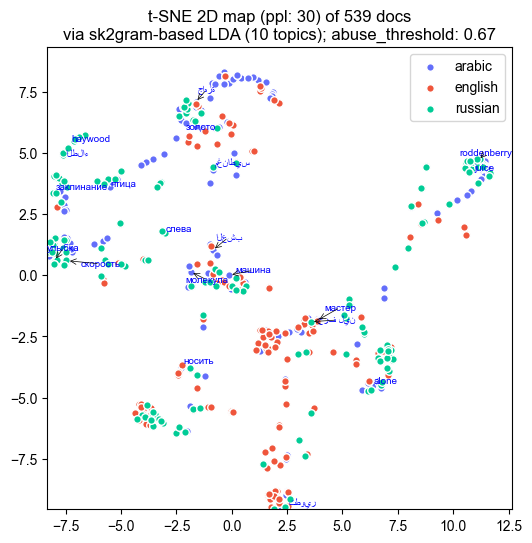 t-SNE 2D map (ppl: 30) of 539 docs
via sk2gram-based LDA (10 topics); abuse_threshold: 0.67
arabic
english
russian
7.5
5.0
2.5
0.0
−2.5
−5.0
−7.5
−7.5
−5.0
−2.5
0.0
2.5
5.0
7.5
10.0
12.5
золото
haywood
roddenberry
juice
заклинание
птица
слева
скорость
машина
молекула
мастер
носить
alone